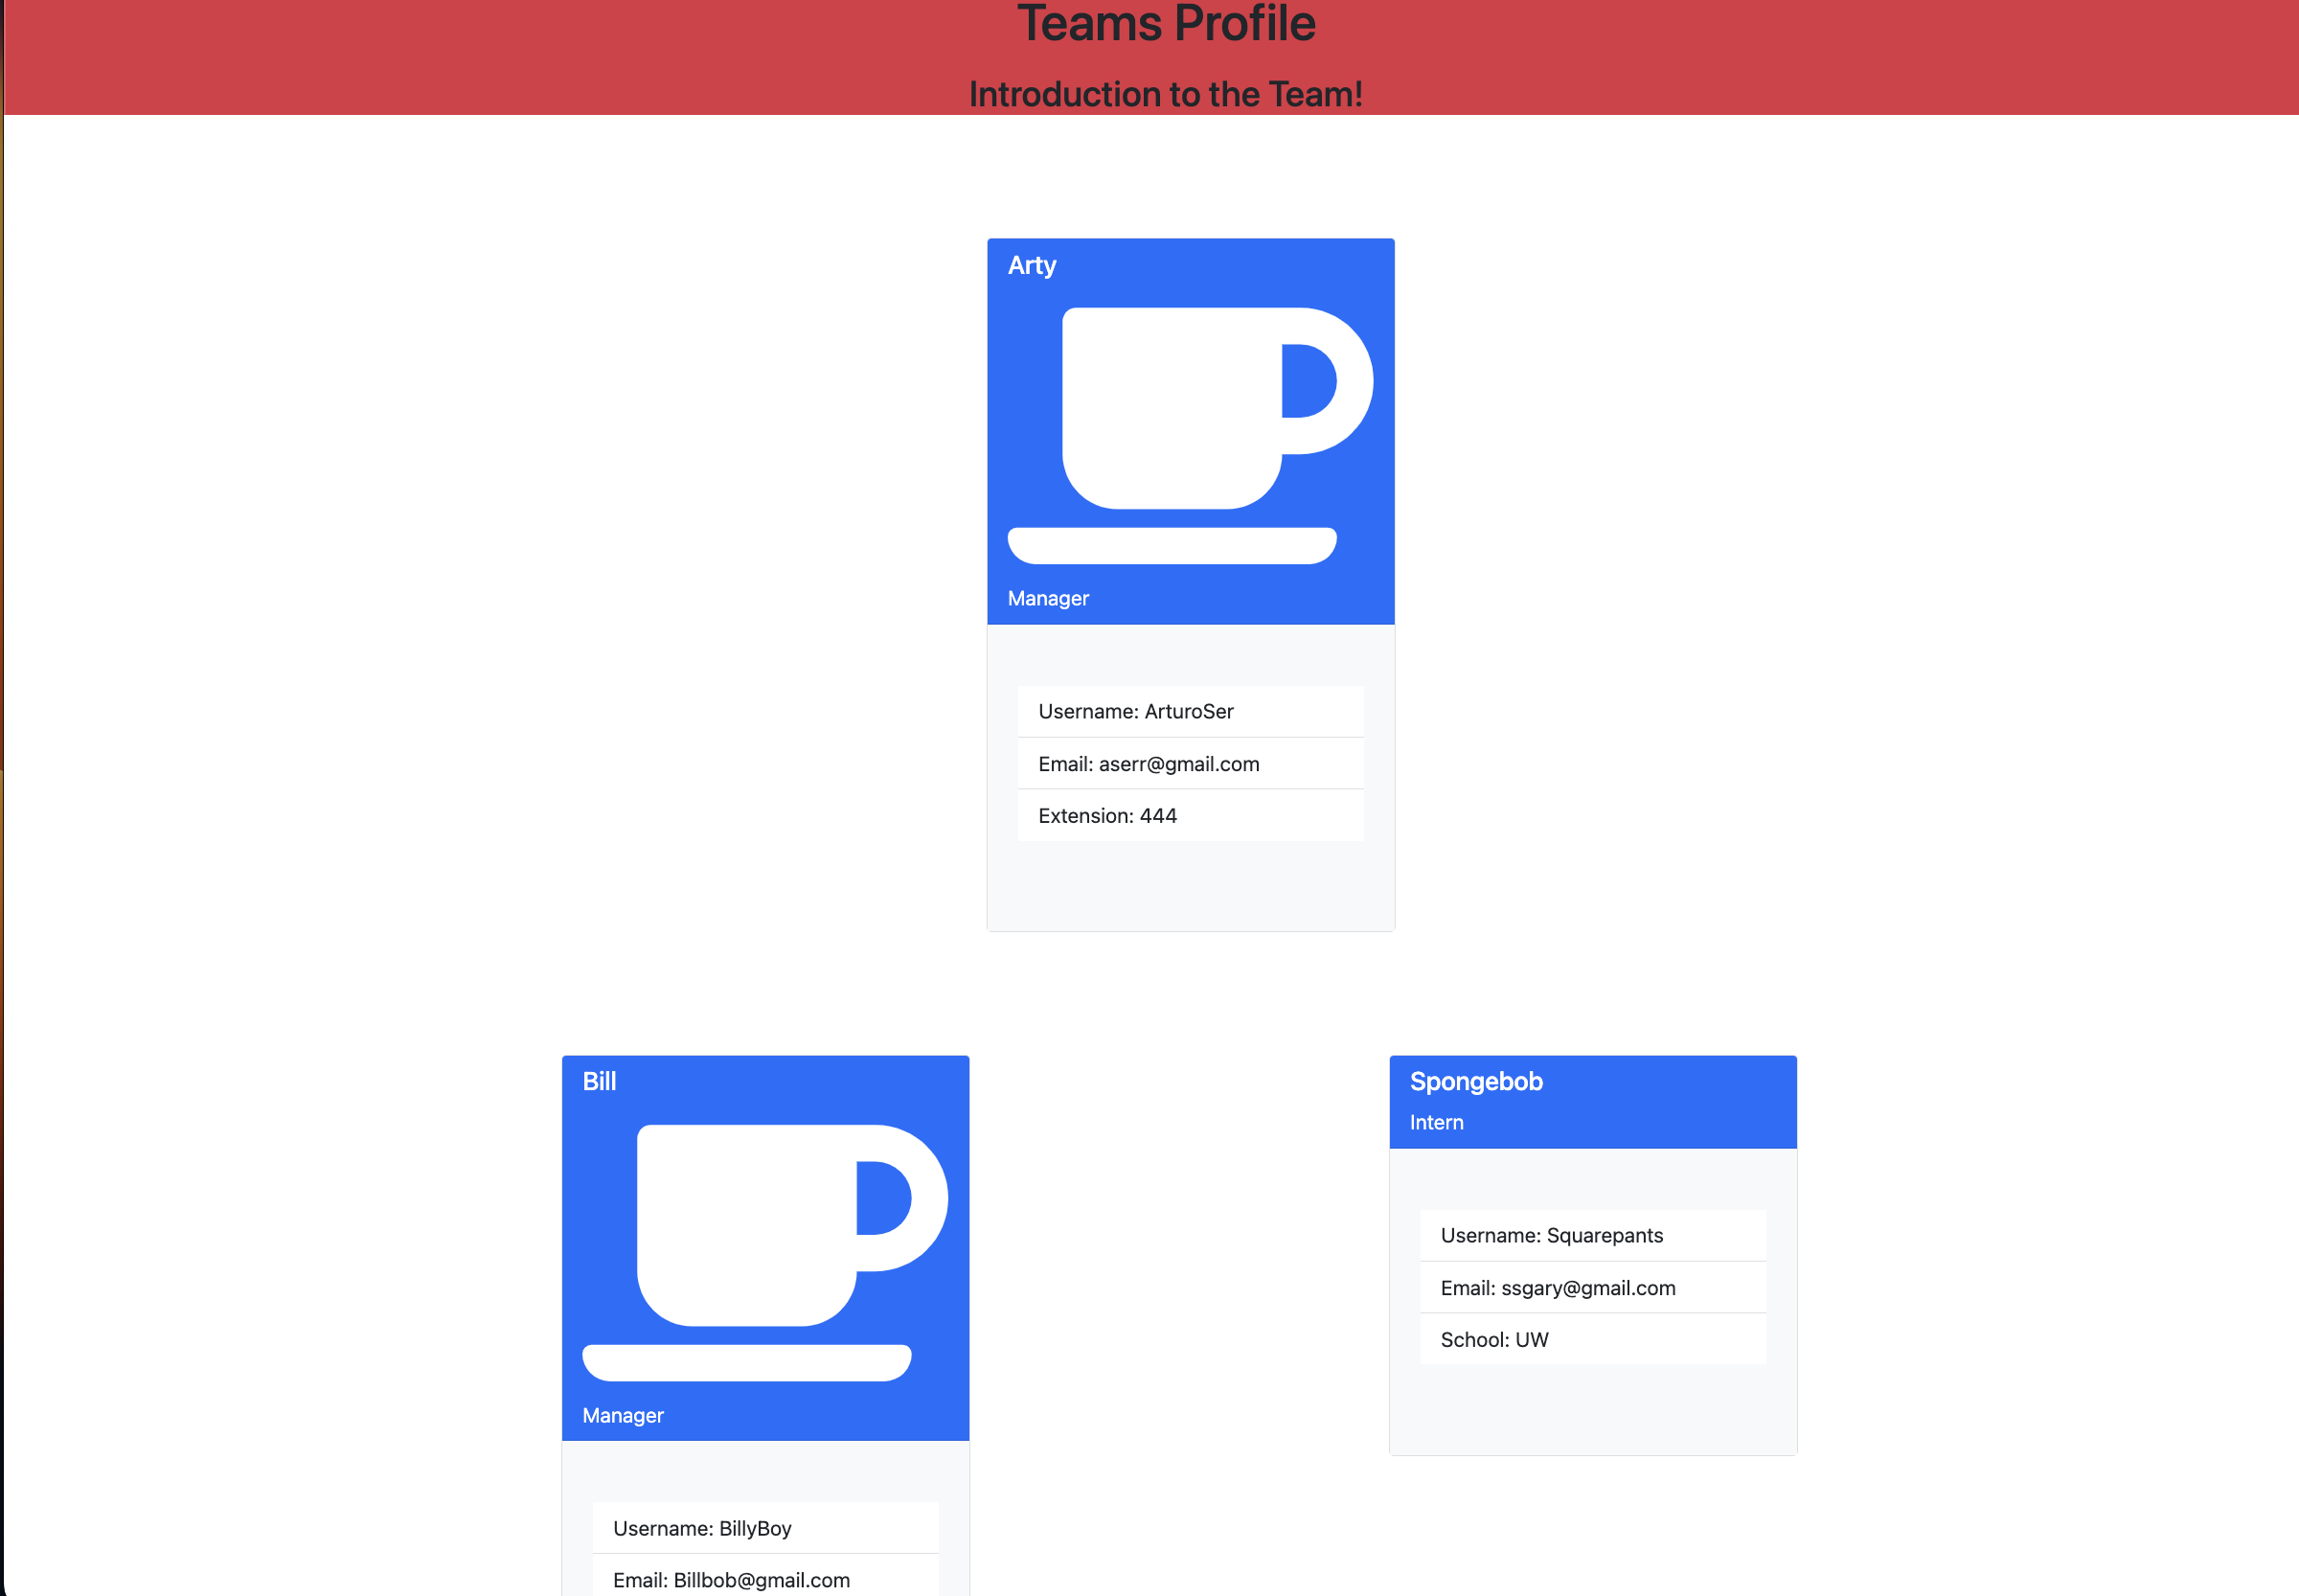 Teams Profile
Introduction to the Team!
Arty
Manager
Username: ArturoSer
Email: aserr@gmail.com
Extension: 444
Bill
Manager
Username: BillyBoy
Email: Billbob@gmail.com
Spongebob
Intern
Username: Squarepants
Email: ssgary@gmail.com
School: UW